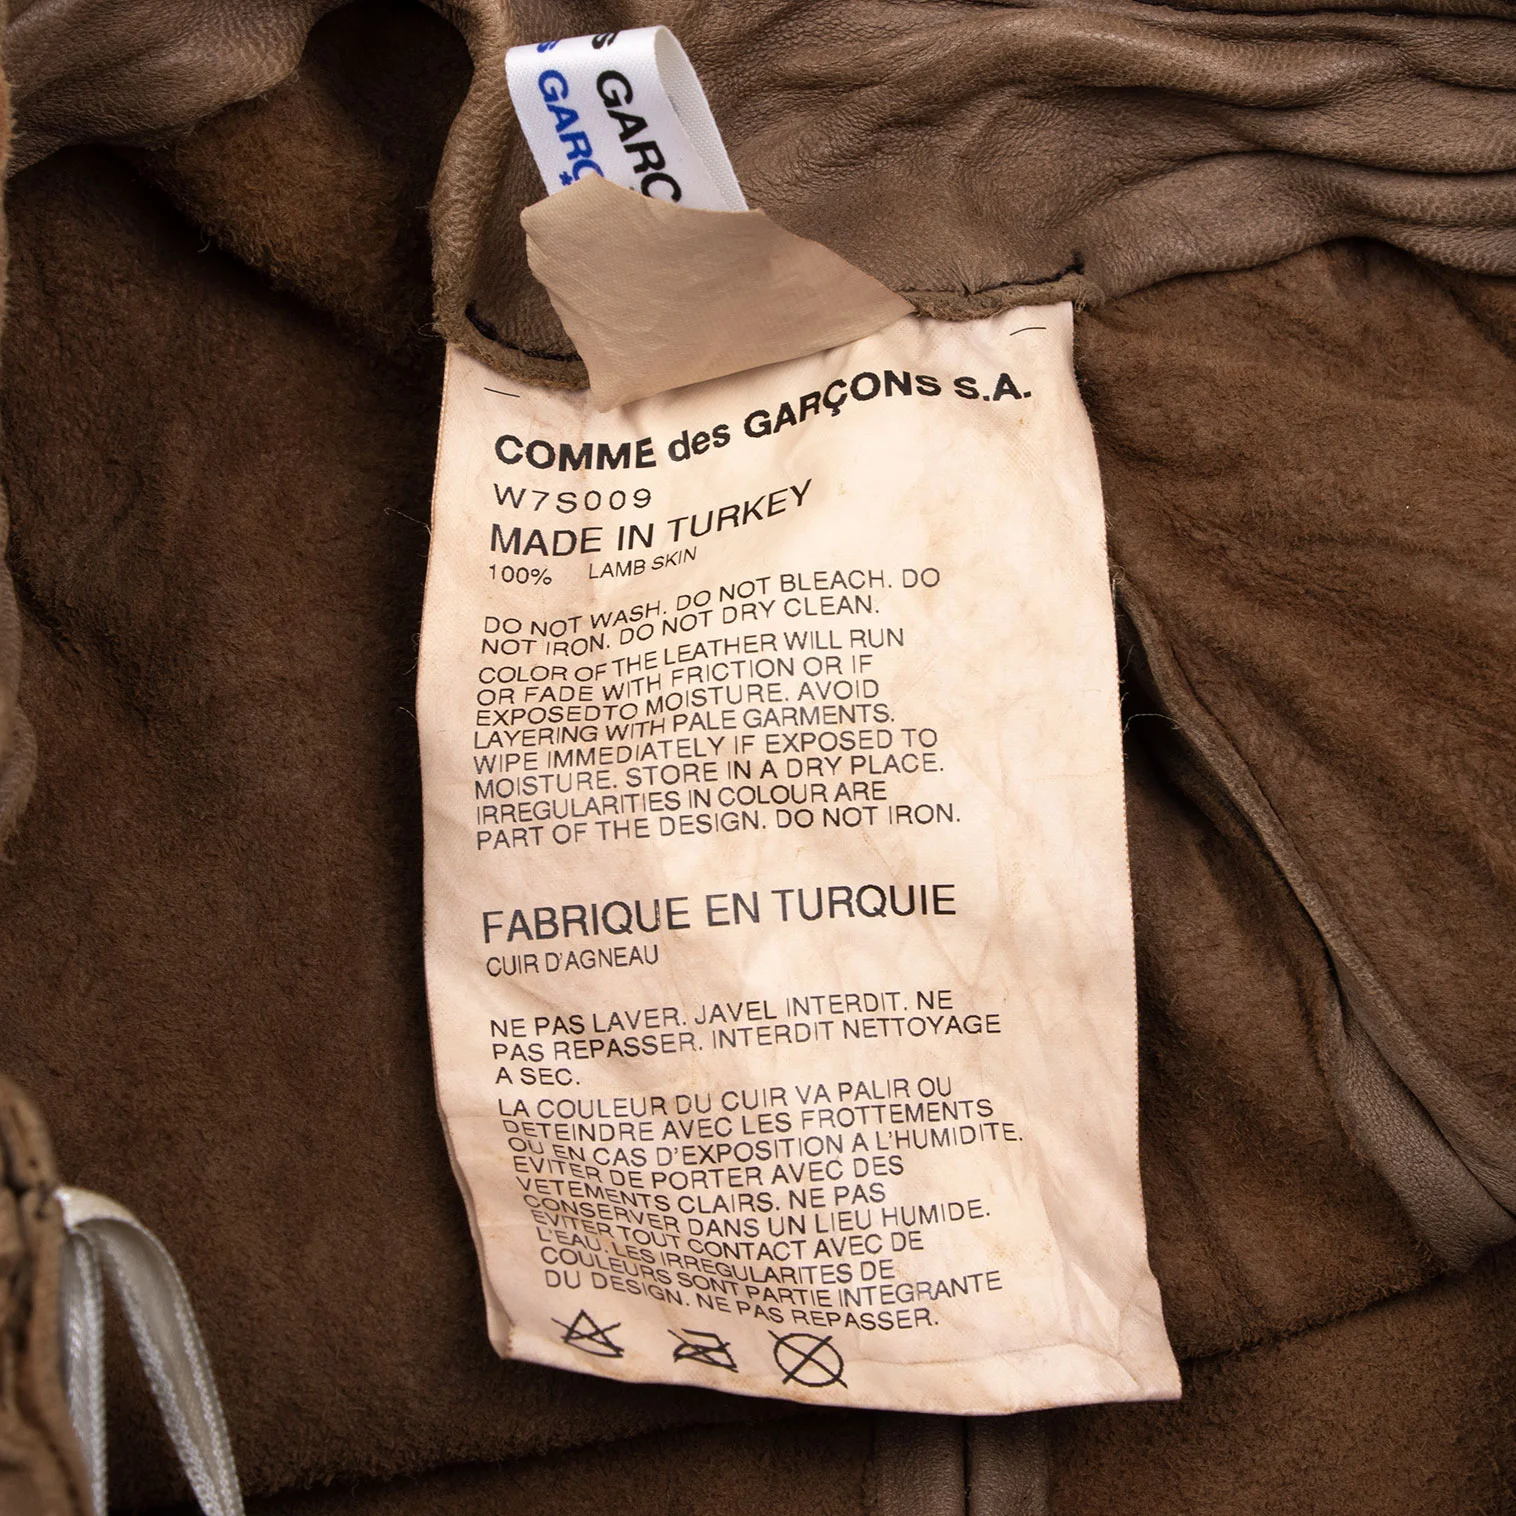 S GARÇ
S GARÇ
COMME des GARÇONS S.A.
W7S009
MADE IN TURKEY
100% LAMB SKIN
DO NOT WASH. DO NOT BLEACH. DO
NOT IRON. DO NOT DRY CLEAN.
COLOR OF THE LEATHER WILL RUN
OR FADE WITH FRICTION OR IF
EXPOSEDTO MOISTURE. AVOID
LAYERING WITH PALE GARMENTS.
WIPE IMMEDIATELY IF EXPOSED TO
MOISTURE. STORE IN A DRY PLACE.
IRREGULARITIES IN COLOUR ARE
PART OF THE DESIGN. DO NOT IRON.
FABRIQUE EN TURQUIE
CUIR D'AGNEAU
NE PAS LAVER. JAVEL INTERDIT. NE
PAS REPASSER. INTERDIT NETTOYAGE
A SEC.
LA COULEUR DU CUIR VA PALIR OU
DETEINDRE AVEC LES FROTTEMENTS
OU EN CAS D'EXPOSITION A L'HUMIDITE.
EVITER DE PORTER AVEC DES
VETEMENTS CLAIRS. NE PAS
CONSERVER DANS UN LIEU HUMIDE.
EVITER TOUT CONTACT AVEC DE
L'EAU. LES IRREGULARITES DE
COULEURS SONT PARTIE INTEGRANTE
DU DESIGN. NE PAS REPASSER.